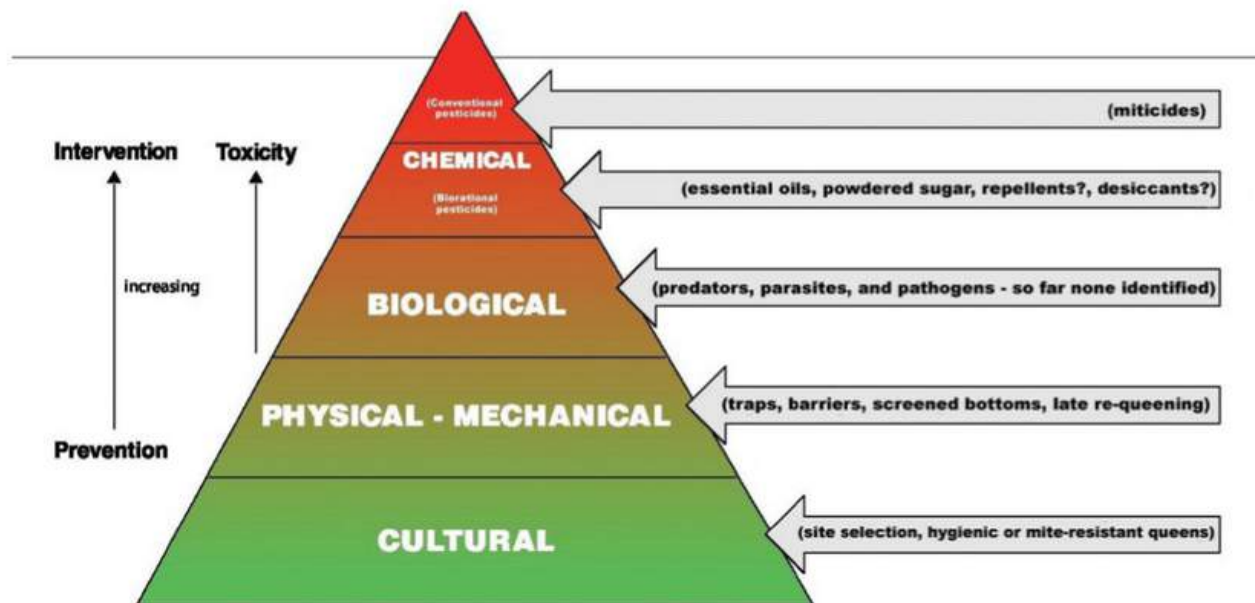 (Conventional
pesticides)
(miticides)
Intervention
Toxicity
CHEMICAL
(Biorational
pesticides)
(essential oils, powdered sugar, repellents?, desiccants?)
increasing
BIOLOGICAL
(predators, parasites, and pathogens - so far none identified)
PHYSICAL - MECHANICAL
(traps, barriers, screened bottoms, late re-queening)
Prevention
CULTURAL
(site selection, hygienic or mite-resistant queens)